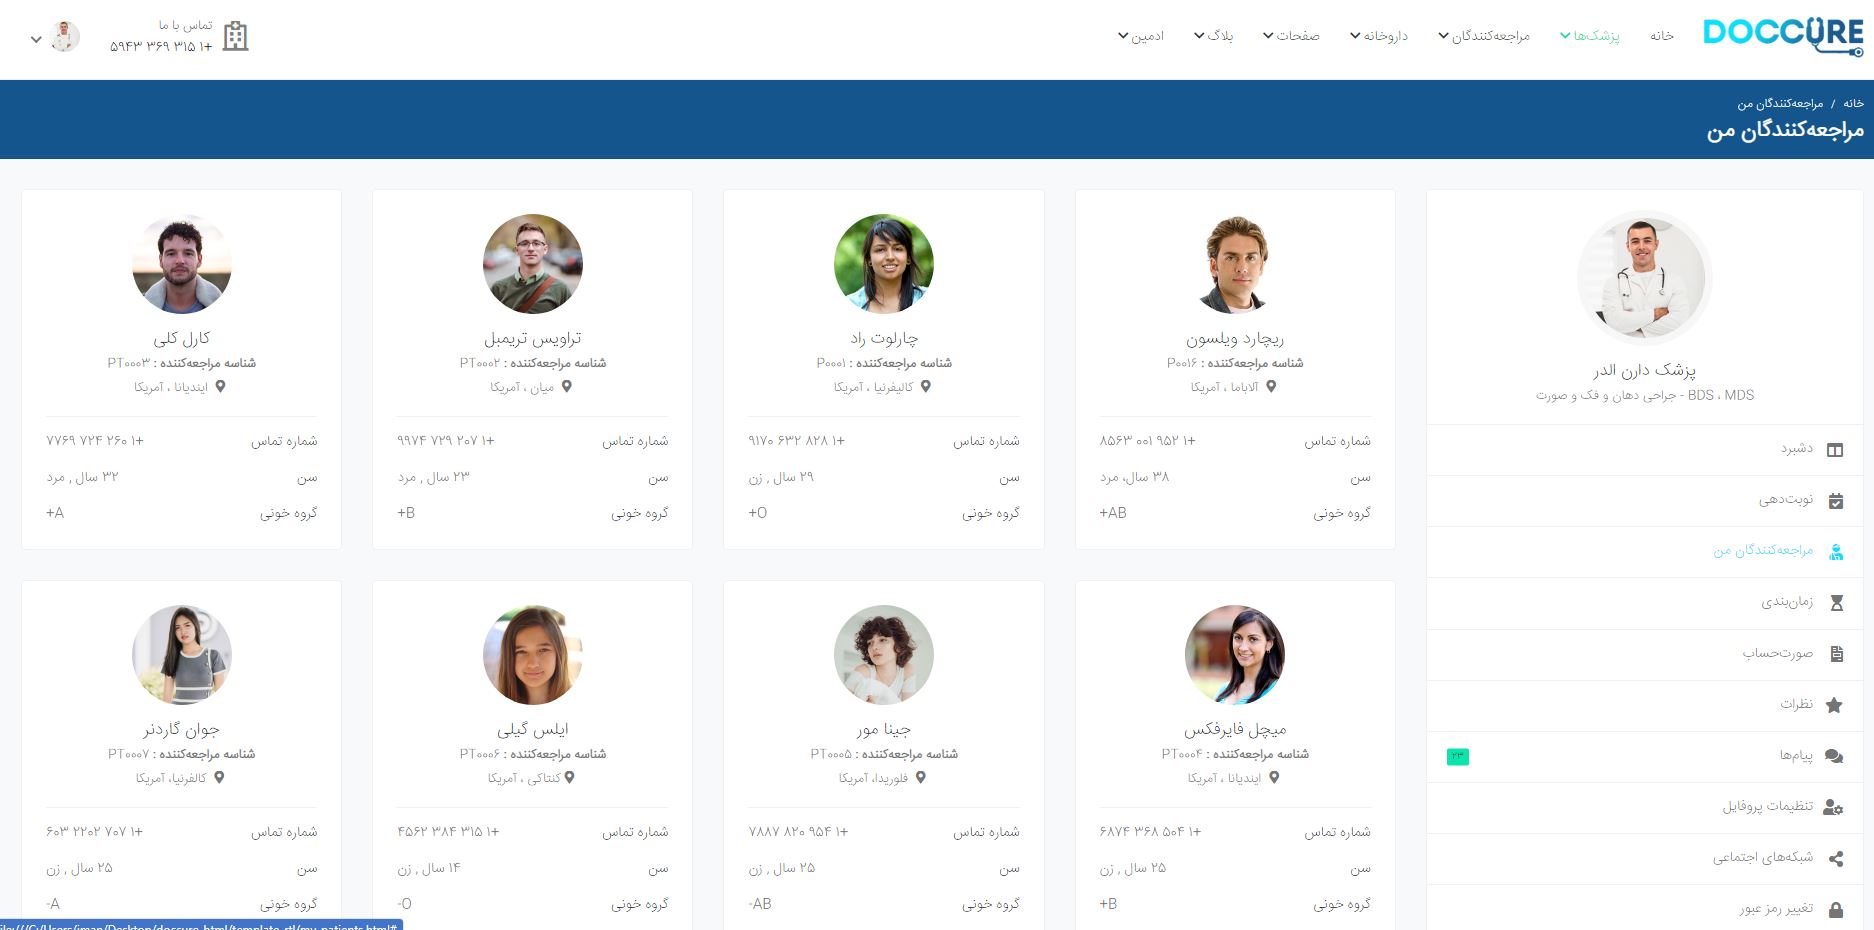 DOCCURE
خانه
پزشک‌ها
مراجعه‌کنندگان
داروخانه
صفحات
بلاگ
ادمین
تماس با ما
+۱ ۳۱۵ ۳۶۹ ۵۹۴۳
خانه / مراجعه‌کنندگان من
مراجعه‌کنندگان من
پزشک دارن الدر
BDS ، MDS - جراحی دهان و فک و صورت
دشبرد
نوبت‌دهی
مراجعه‌کنندگان من
زمان‌بندی
صورت‌حساب
نظرات
پیام‌ها
۲۳
تنظیمات پروفایل
شبکه‌های اجتماعی
تغییر رمز عبور
ریچارد ویلسون
شناسه مراجعه‌کننده : P۰۰۱۶
آلاباما ، آمریکا
شماره تماس +۱ ۹۵۲ ۰۰۱ ۸۵۶۳
سن ۳۸ سال، مرد
گروه خونی AB+
چارلوت راد
شناسه مراجعه‌کننده : P۰۰۰۱
کالیفرنیا ، آمریکا
شماره تماس +۱ ۸۲۸ ۶۳۲ ۹۱۷۰
سن ۲۹ سال , زن
گروه خونی O+
تراویس تریمبل
شناسه مراجعه‌کننده : PT۰۰۰۲
میان ، آمریکا
شماره تماس +۱ ۲۰۷ ۷۲۹ ۹۹۷۴
سن ۲۳ سال , مرد
گروه خونی B+
کارل کلی
شناسه مراجعه‌کننده : PT۰۰۰۳
ایندیانا ، آمریکا
شماره تماس +۱ ۲۶۰ ۷۲۴ ۷۷۶۹
سن ۳۲ سال , مرد
گروه خونی A+
میچل فایرفکس
شناسه مراجعه‌کننده : PT۰۰۰۴
ایندیانا ، آمریکا
شماره تماس +۱ ۵۰۴ ۳۶۸ ۶۸۷۴
سن ۲۵ سال , زن
گروه خونی B+
جینا مور
شناسه مراجعه‌کننده : PT۰۰۰۵
فلوریدا، آمریکا
شماره تماس +۱ ۹۵۴ ۸۲۰ ۷۸۸۷
سن ۲۵ سال , زن
گروه خونی AB-
ایلس گیلی
شناسه مراجعه‌کننده : PT۰۰۰۶
کنتاکی ، آمریکا
شماره تماس +۱ ۳۱۵ ۳۸۴ ۴۵۶۲
سن ۱۴ سال , زن
گروه خونی O-
جوان گاردنر
شناسه مراجعه‌کننده : PT۰۰۰۷
کالفرنیا، آمریکا
شماره تماس +۱ ۷۰۷ ۲۲۰۲ ۶۰۳
سن ۲۵ سال , زن
گروه خونی A-
ile:///C:/Users/iman/Desktop/doccure-html/template-rtl/my-patients.html#